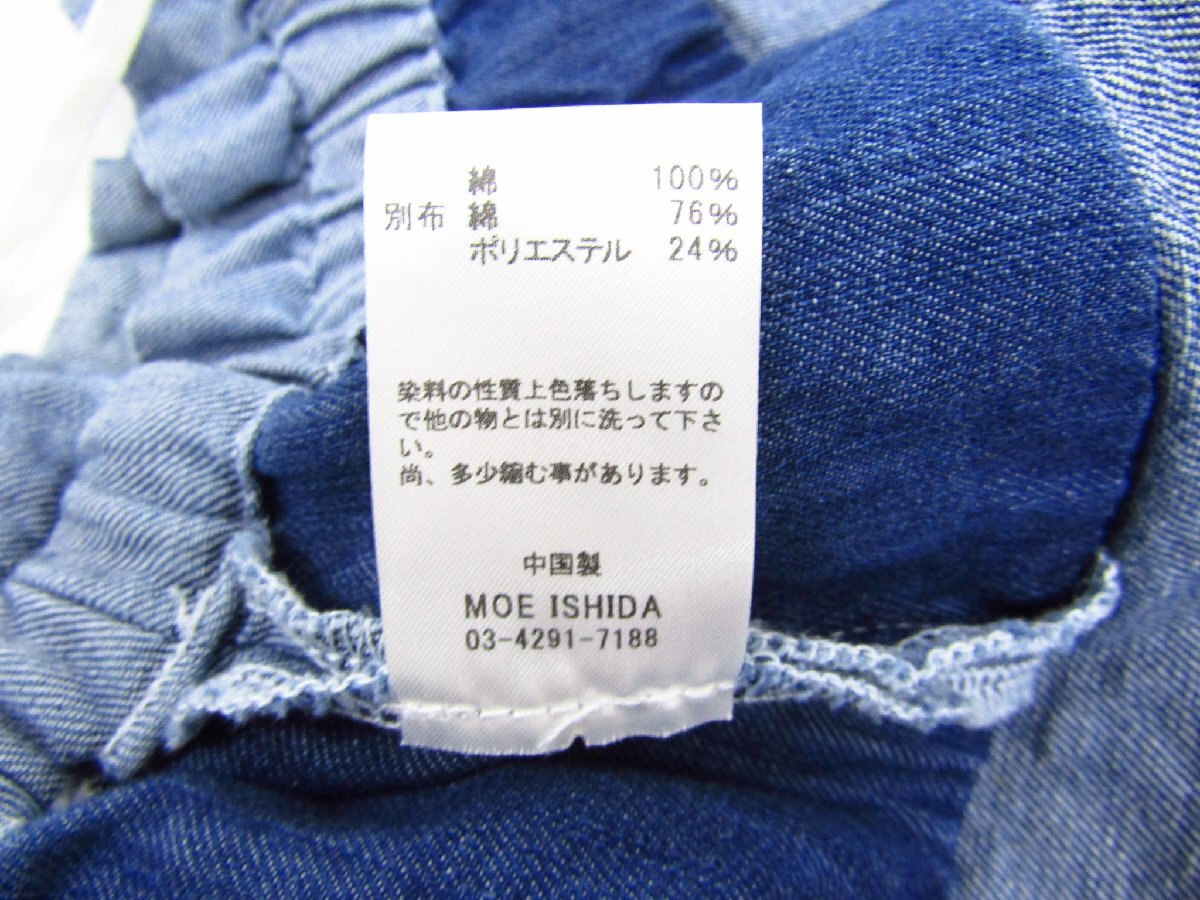 綿 100%
別布 綿 76%
ポリエステル 24%
染料の性質上色落ちしますの
で他の物とは別に洗って下さ
い。
尚、多少縮む事があります。
中国製
MOE ISHIDA
03-4291-7188